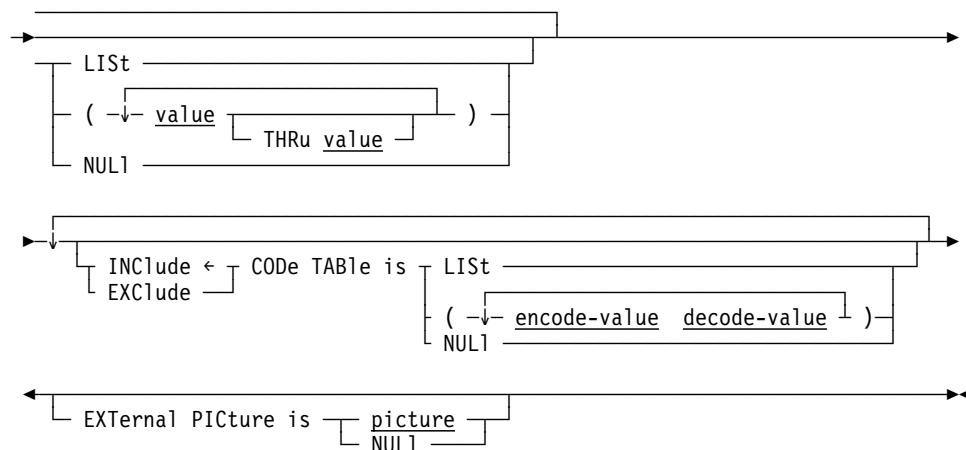 LISt
( value )
THRu value
NULl
INClude ← CODe TABle is LISt
EXClude
( encode-value decode-value )
NULl
EXTernal PICture is picture
NULl